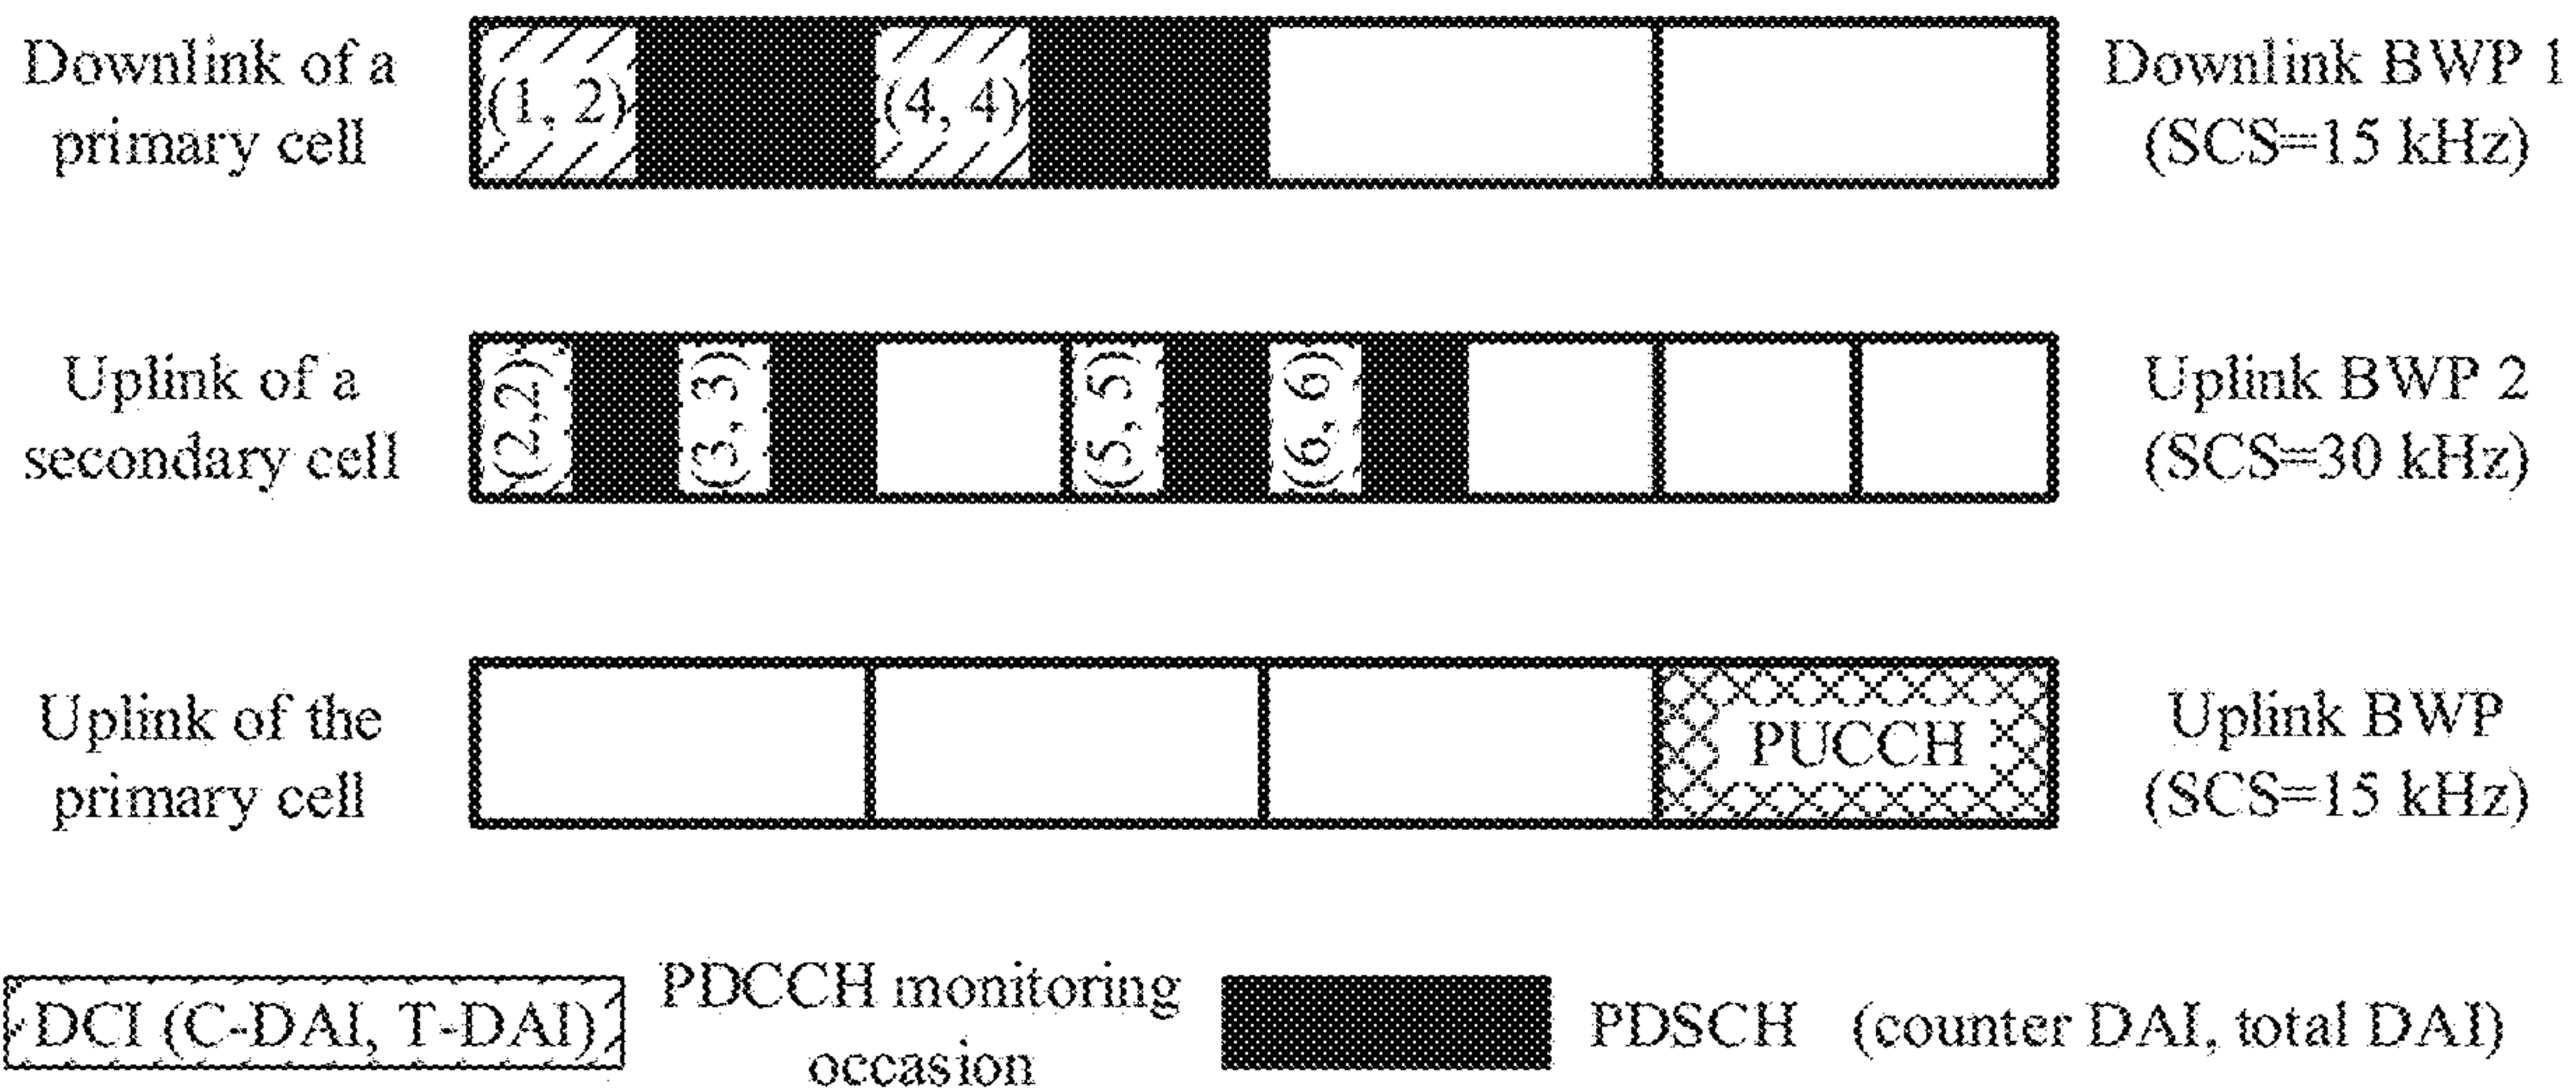 Downlink of a
primary cell
(1, 2)
(4, 4)
Downlink BWP 1
(SCS=15 kHz)
Uplink of a
secondary cell
(2,2)
(3, 3)
(5, 5)
(6, 6)
Uplink BWP 2
(SCS=30 kHz)
Uplink of the
primary cell
PUCCH
Uplink BWP
(SCS=15 kHz)
DCI (C-DAI, T-DAI)
PDCCH monitoring
occasion
PDSCH
(counter DAI, total DAI)